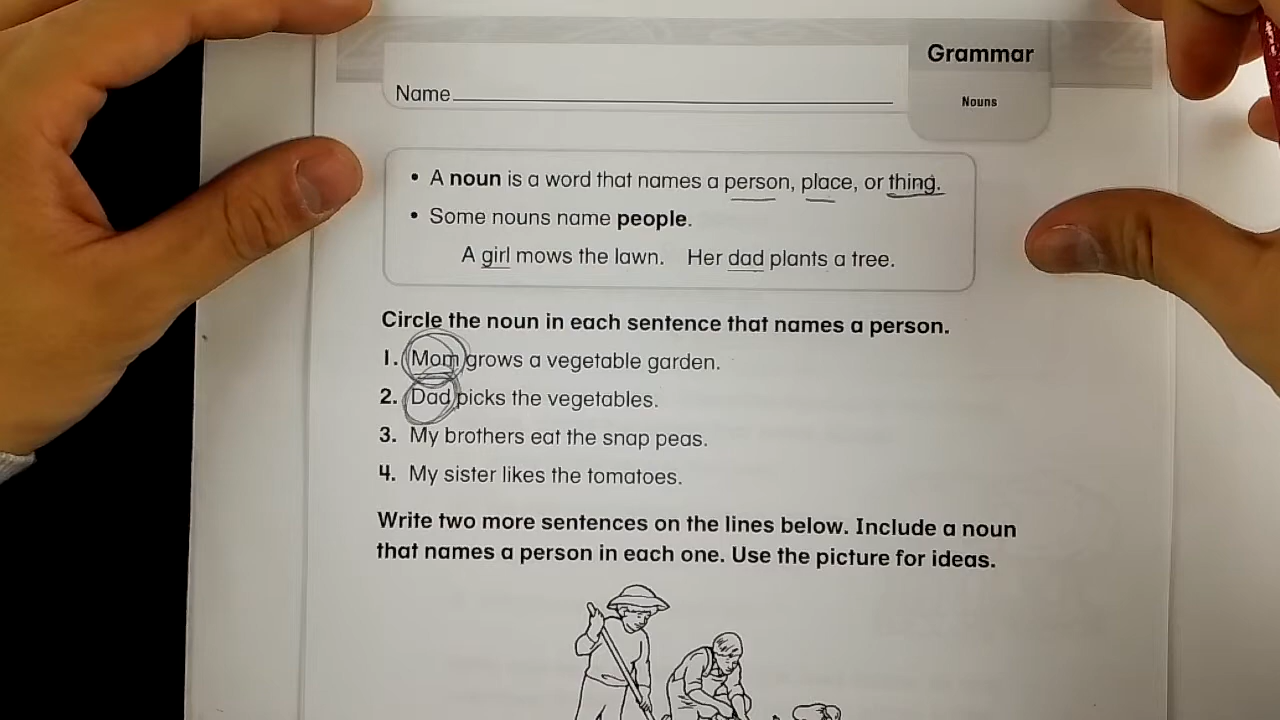 Grammar
Name
Nouns
• A noun is a word that names a person, place, or thing.
• Some nouns name people.
A girl mows the lawn. Her dad plants a tree.
Circle the noun in each sentence that names a person.
1. Mom grows a vegetable garden.
2. Dad picks the vegetables.
3. My brothers eat the snap peas.
4. My sister likes the tomatoes.
Write two more sentences on the lines below. Include a noun
that names a person in each one. Use the picture for ideas.